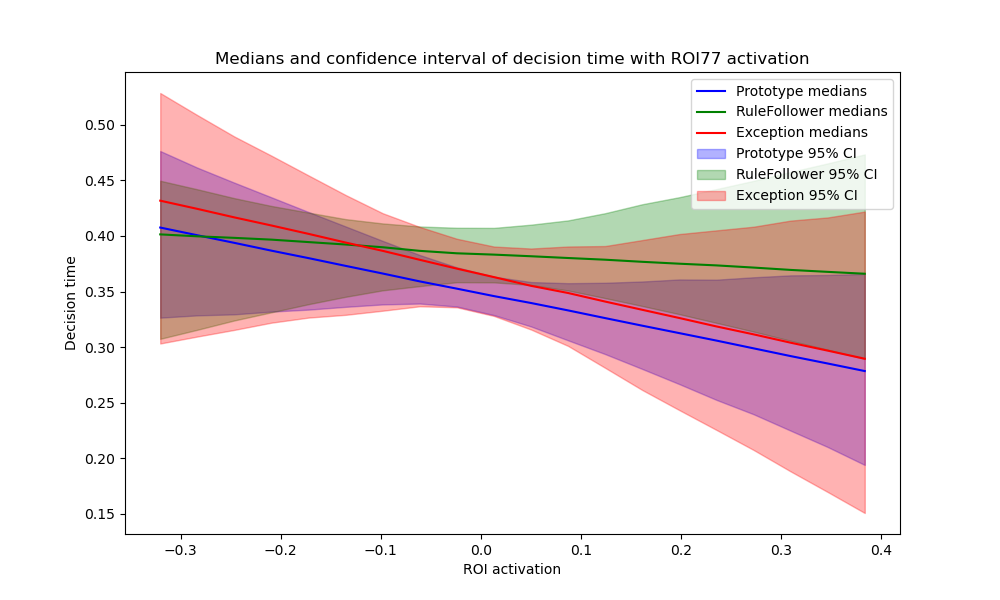 Medians and confidence interval of decision time with ROI77 activation
Prototype medians
RuleFollower medians
Exception medians
Prototype 95% CI
RuleFollower 95% CI
Exception 95% CI
Decision time
0.50
0.45
0.40
0.35
0.30
0.25
0.20
0.15
−0.3
−0.2
−0.1
0.0
0.1
0.2
0.3
0.4
ROI activation